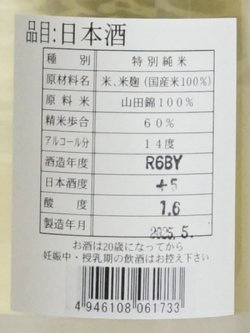 品目:日本酒
種 別 特別純米
原材料名 米、米麹（国産米100%）
原 料 米 山田錦100%
精米歩合 60%
アルコール分 14度
酒造年度 R6BY
日本酒度 +5
酸 度 1.6
製造年月 2025.5.
お酒は20歳になってから
妊娠中・授乳期の飲酒はお控え下さい
4 946108 061733